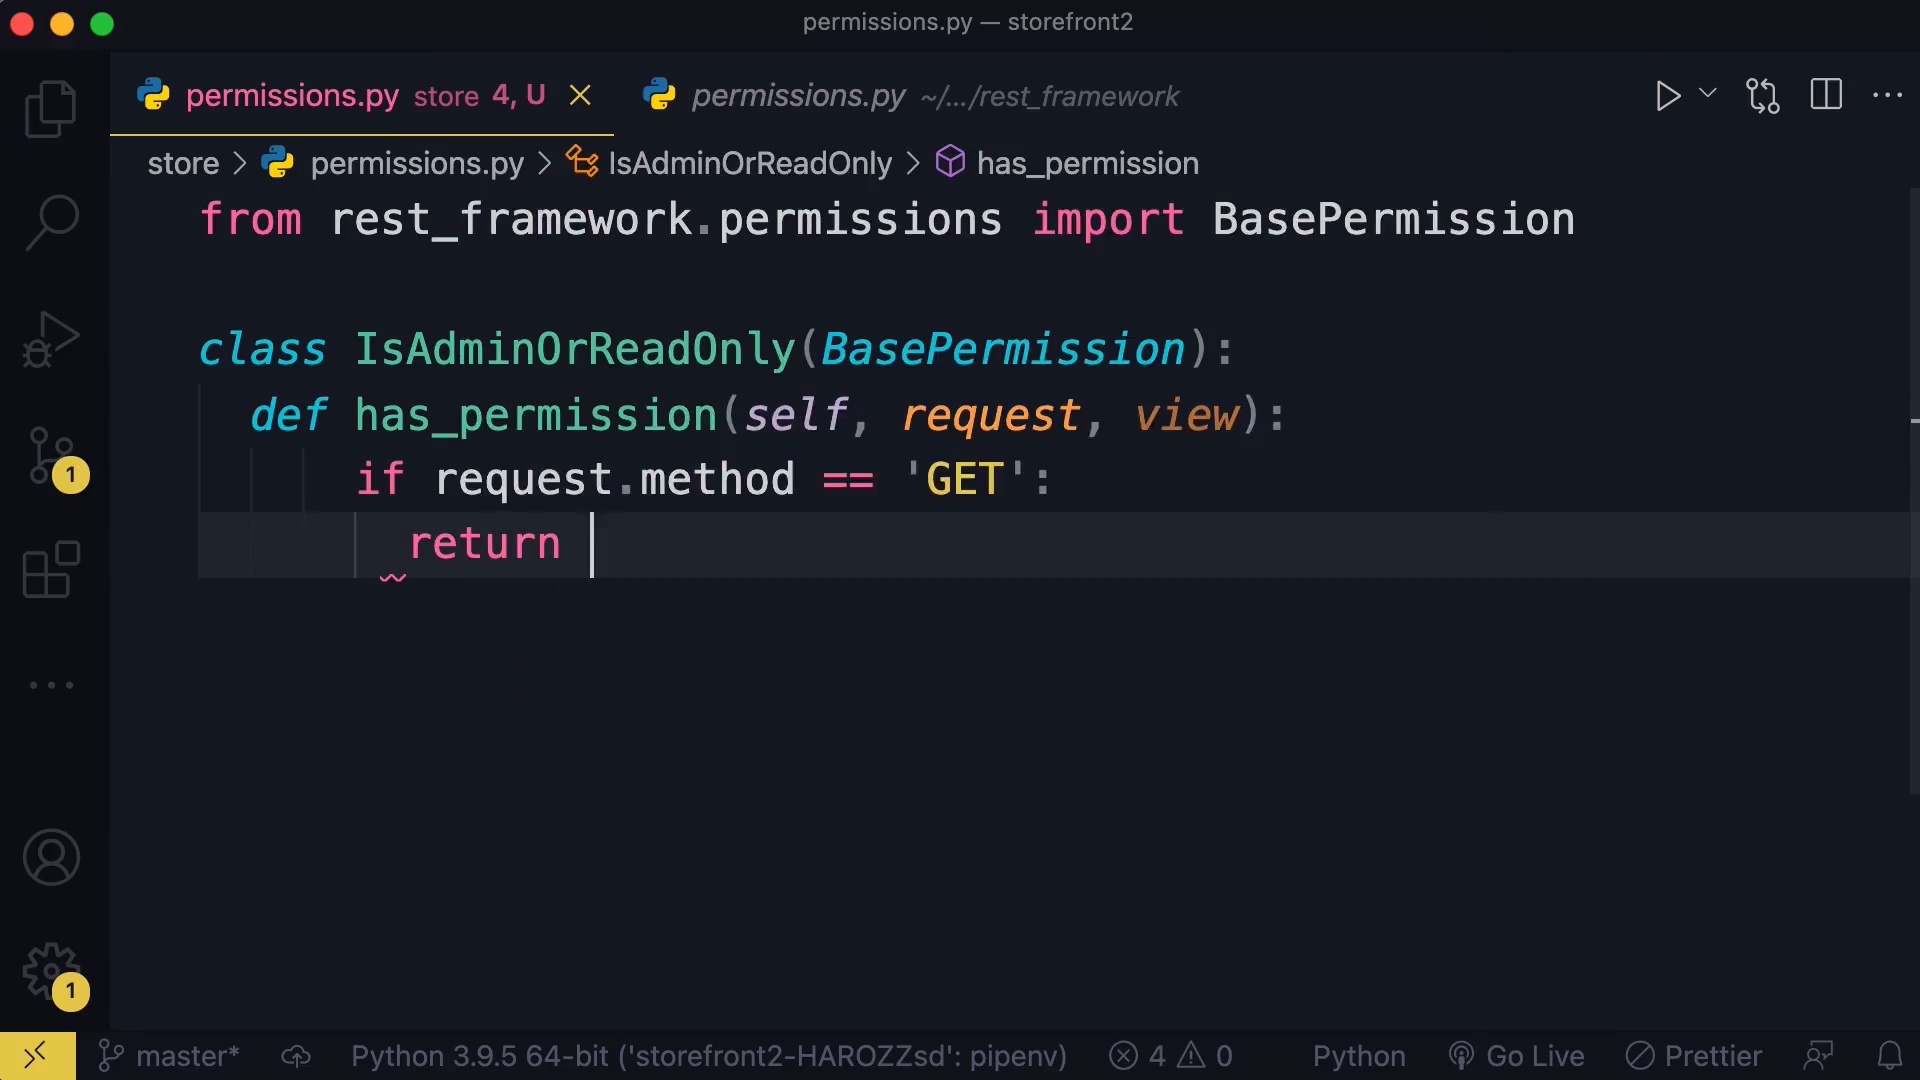 permissions.py — storefront2
permissions.py store 4, U permissions.py ~/.../rest_framework
store > permissions.py > IsAdminOrReadOnly > has_permission
from rest_framework.permissions import BasePermission
class IsAdminOrReadOnly(BasePermission):
def has_permission(self, request, view):
if request.method == 'GET':
return
1
1
master* Python 3.9.5 64-bit ('storefront2-HAROZZsd': pipenv) 4 0 Python Go Live Prettier